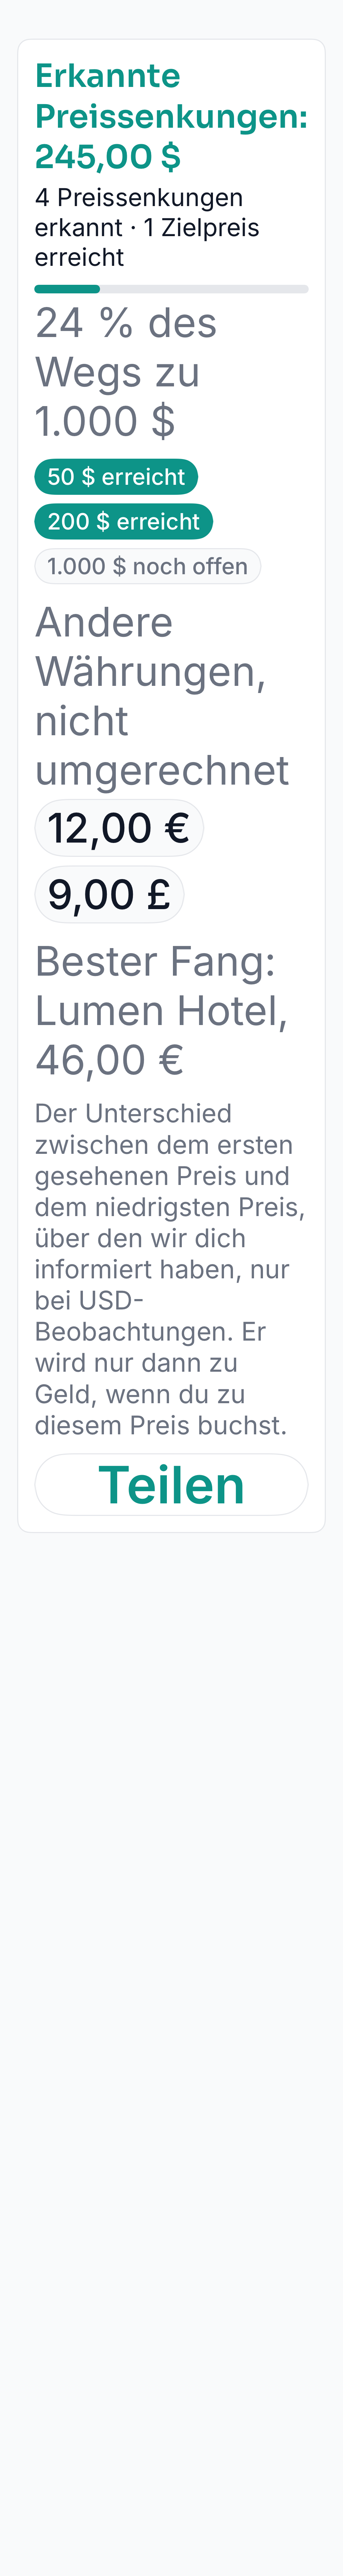 Erkannte
Preissenkungen:
245,00 $
4 Preissenkungen
erkannt · 1 Zielpreis
erreicht
24 % des
Wegs zu
1.000 $
50 $ erreicht
200 $ erreicht
1.000 $ noch offen
Andere
Währungen,
nicht
umgerechnet
12,00 €
9,00 £
Bester Fang:
Lumen Hotel,
46,00 €
Der Unterschied
zwischen dem ersten
gesehenen Preis und
dem niedrigsten Preis,
über den wir dich
informiert haben, nur
bei USD-
Beobachtungen. Er
wird nur dann zu
Geld, wenn du zu
diesem Preis buchst.
Teilen